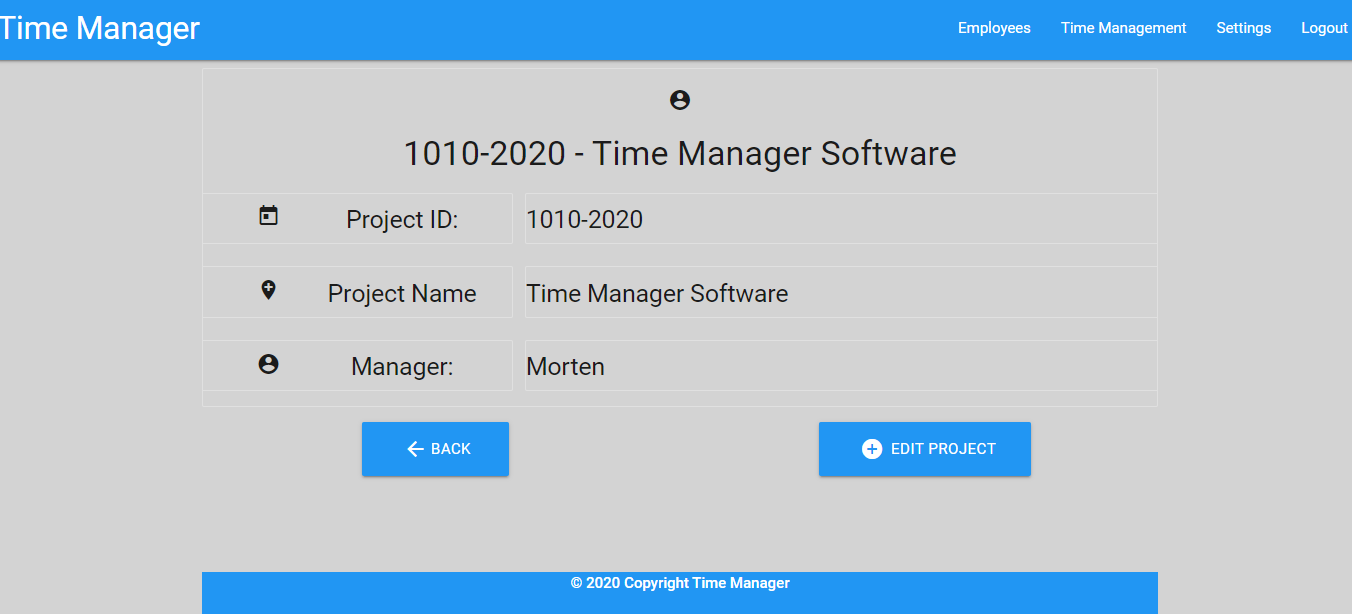 Time Manager
Employees Time Management Settings Logout
1010-2020 - Time Manager Software
Project ID: 1010-2020
Project Name Time Manager Software
Manager: Morten
BACK EDIT PROJECT
© 2020 Copyright Time Manager